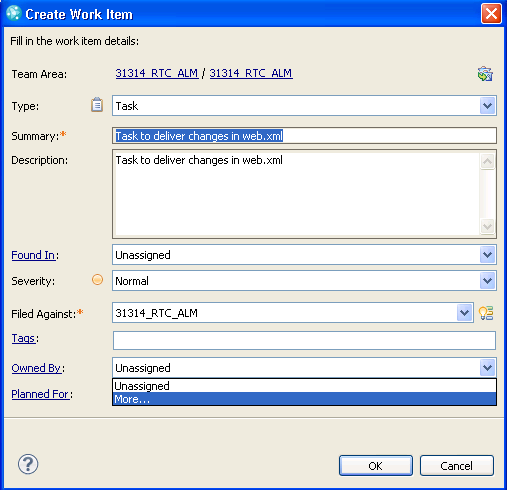 Create Work Item
Fill in the work item details:
Team Area: 31314_RTC_ALM / 31314_RTC_ALM
Type: Task
Summary:* Task to deliver changes in web.xml
Description: Task to deliver changes in web.xml
Found In: Unassigned
Severity: Normal
Filed Against:* 31314_RTC_ALM
Tags:
Owned By: Unassigned
Unassigned
Planned For: More...
? OK Cancel